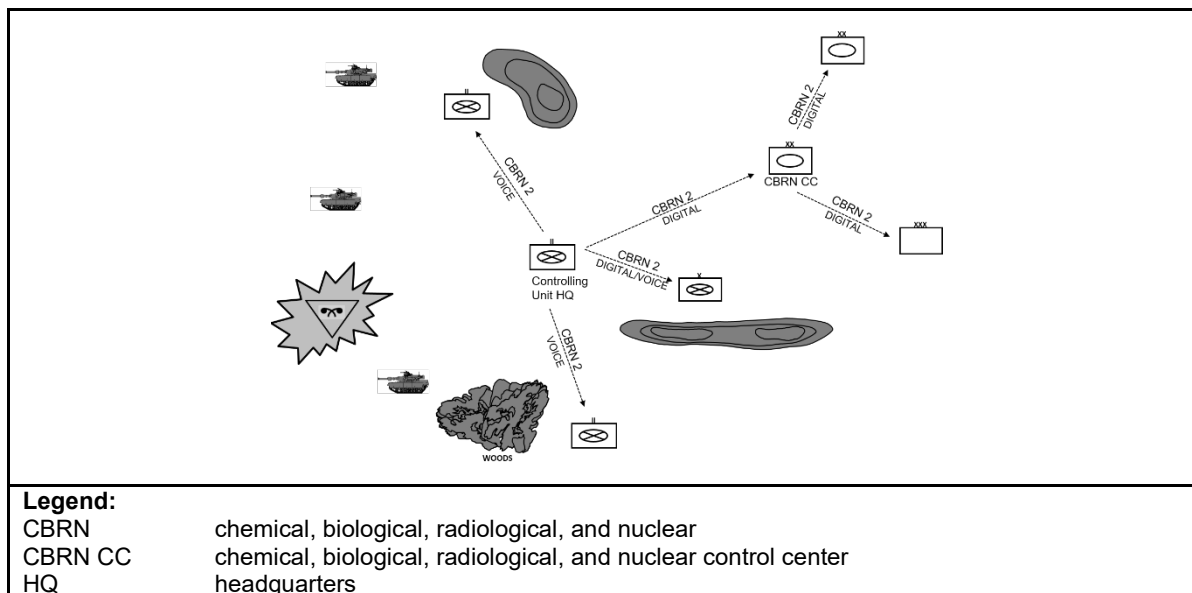 XX
II
CBRN 2
DIGITAL
XX
CBRN CC
CBRN 2
VOICE
CBRN 2
DIGITAL
CBRN 2
DIGITAL
XXX
II
CBRN 2
DIGITAL/VOICE
X
Controlling
Unit HQ
CBRN 2
VOICE
II
WOODS
Legend:
CBRN chemical, biological, radiological, and nuclear
CBRN CC chemical, biological, radiological, and nuclear control center
HQ headquarters